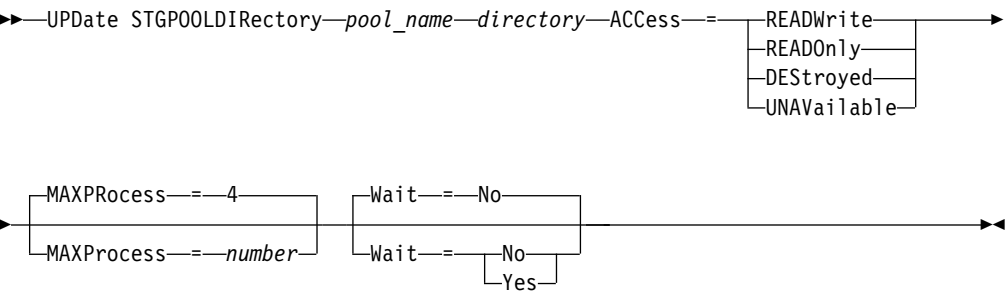 UPDate STGPOOLDIRectory pool_name directory ACCess = READWrite
READOnly
DEStroyed
UNAVailable
MAXPRocess = 4 Wait = No
MAXProcess = number Wait = No
Yes